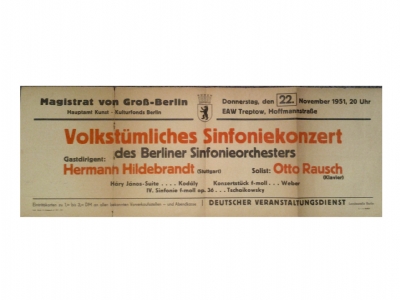 Magistrat von Groß-Berlin
Hauptamt Kunst - Kulturfonds Berlin
Donnerstag, den 22. November 1951, 20 Uhr
EAW Treptow, Hoffmannstraße
Volkstümliches Sinfoniekonzert
des Berliner Sinfonieorchesters
Gastdirigent:
Hermann Hildebrandt (Stuttgart)
Solist: Otto Rausch
(Klavier)
Háry János-Suite .... Kodály Konzertstück f-moll .. Weber
IV. Sinfonie f-moll op. 36 ... Tschaikowsky
DEUTSCHER VERANSTALTUNGSDIENST